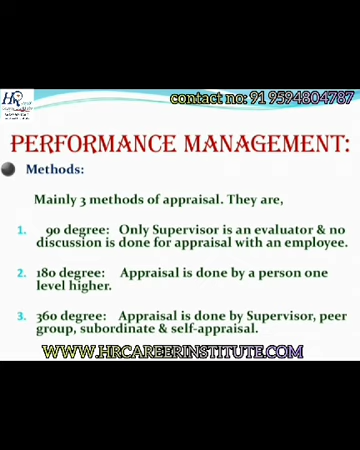 HR
contact no: 91 9594804787
PERFORMANCE MANAGEMENT:
Methods:
Mainly 3 methods of appraisal. They are,
1. 90 degree: Only Supervisor is an evaluator & no
discussion is done for appraisal with an employee.
2. 180 degree: Appraisal is done by a person one
level higher.
3. 360 degree: Appraisal is done by Supervisor, peer
group, subordinate & self-appraisal.
WWW.HRCAREERINSTITUTE.COM